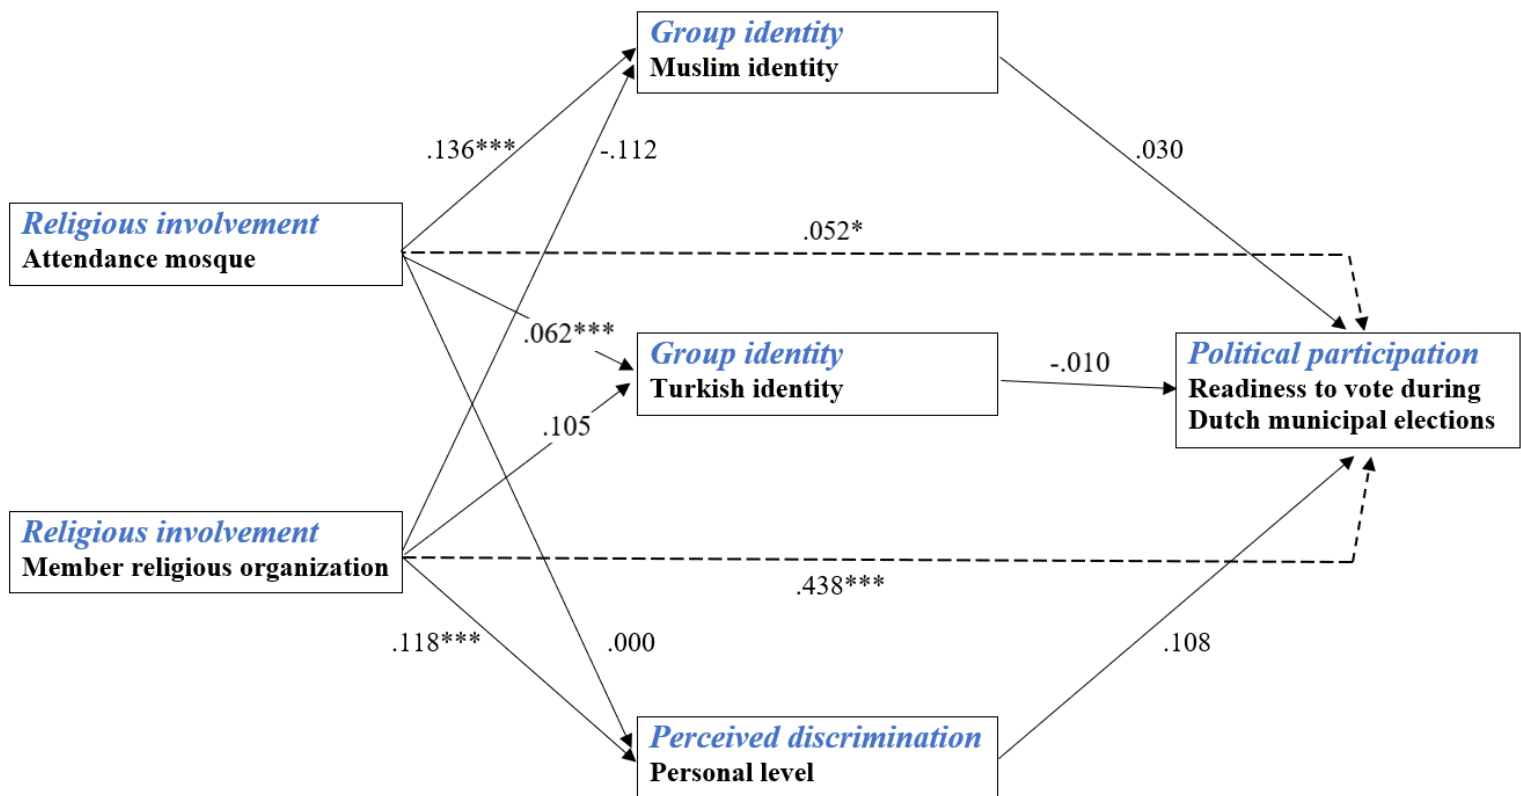 Group identity
Muslim identity
.136***
-.112
.030
Religious involvement
Attendance mosque
.052*
.062***
Group identity
Turkish identity
-.010
Political participation
Readiness to vote during
Dutch municipal elections
.105
Religious involvement
Member religious organization
.438***
.118***
.000
.108
Perceived discrimination
Personal level